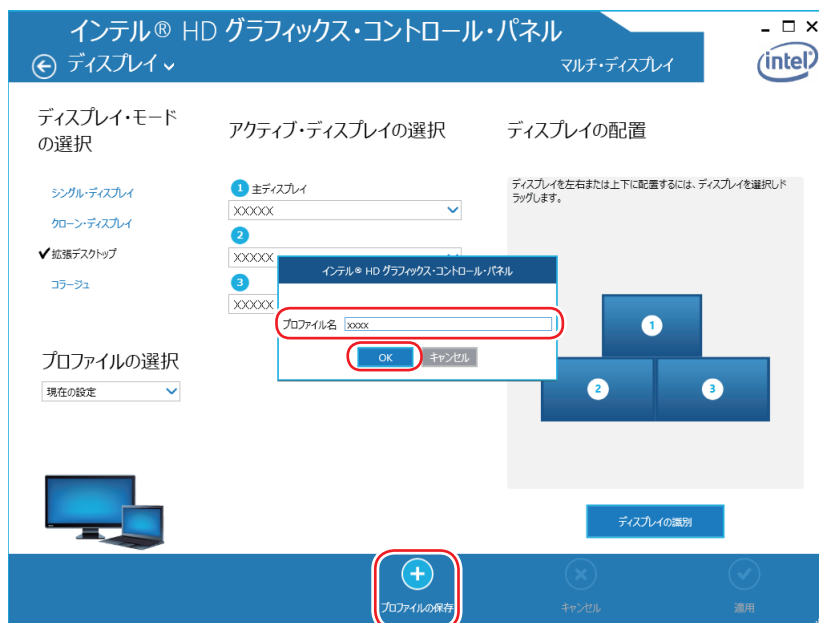 インテル® HD グラフィックス・コントロール・パネル
ディスプレイ
マルチ・ディスプレイ
intel
ディスプレイ・モード
の選択
シングル・ディスプレイ
クローン・ディスプレイ
拡張デスクトップ
コラージュ
プロファイルの選択
現在の設定
アクティブ・ディスプレイの選択
1 主ディスプレイ
XXXXX
2
XXXXX
3
XXXXX
インテル® HD グラフィックス・コントロール・パネル
プロファイル名 xxxx
OK キャンセル
ディスプレイの配置
ディスプレイを左右または上下に配置するには、ディスプレイを選択しド
ラッグします。
1
2 3
ディスプレイの識別
プロファイルの保存 キャンセル 適用